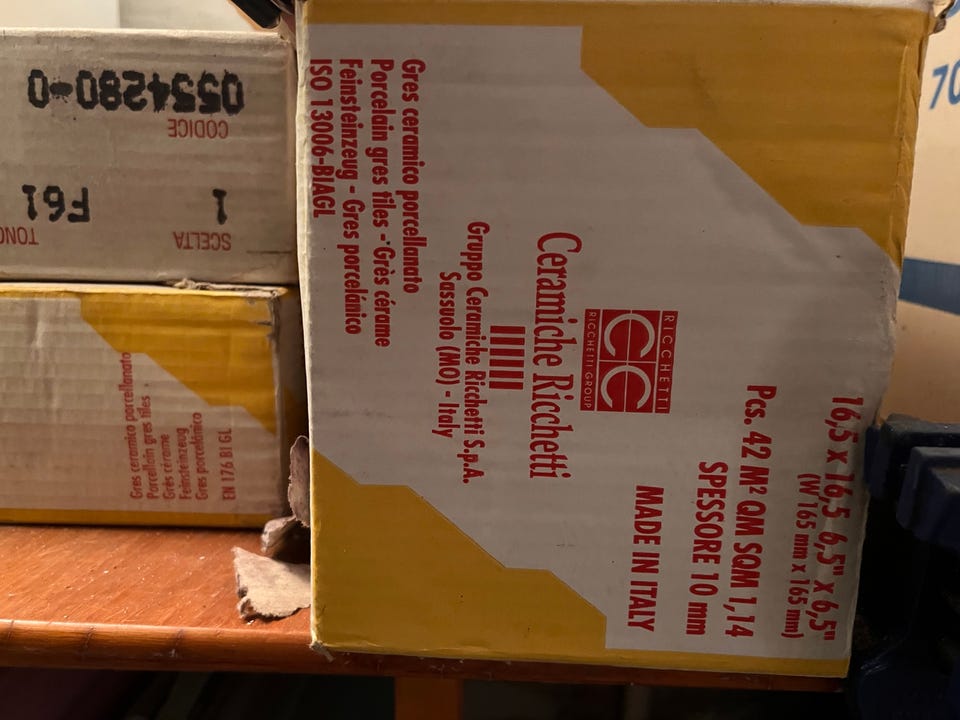 0554280-0
CODICE
F61
1
TONO
SCELTA
Gres ceramico porcellanato
Porcelain gres tiles
Grès cérame
Feinsteinzeug
Gres porcelánico
EN 176 BI GL
16,5 x 16,5 6,5" x 6,5"
(W 165 mm x 165 mm)
Pcs. 42 M² QM SQM 1,14
SPESSORE 10 mm
MADE IN ITALY
RICCHETTI
CC
RICCHETTI GROUP
Ceramiche Ricchetti
Gruppo Ceramiche Ricchetti S.p.A.
Sassuolo (MO) - Italy
Gres ceramico porcellanato
Porcelain gres tiles - Grès cérame
Feinsteinzeug - Gres porcelánico
ISO 13006-BIAGL
70